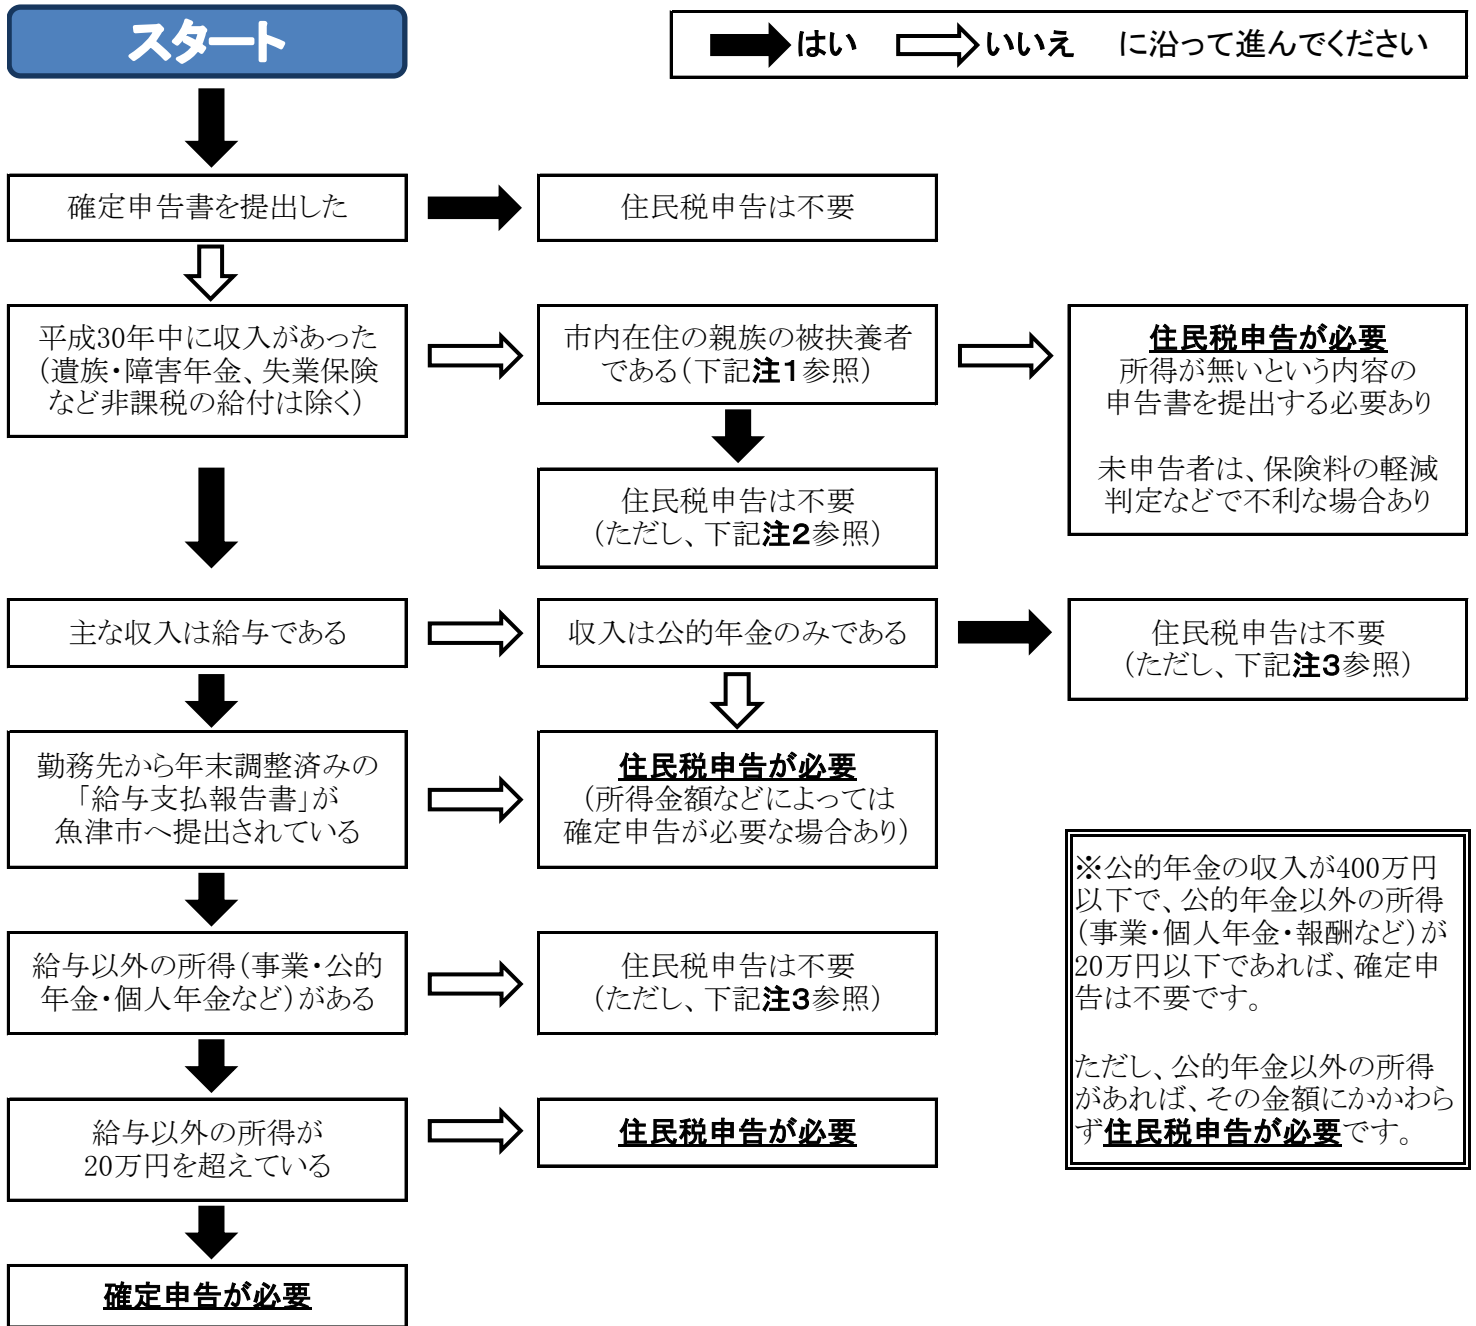 スタート
はい いいえ に沿って進んでください
確定申告書を提出した
住民税申告は不要
平成30年中に収入があった
(遺族・障害年金、失業保険
など非課税の給付は除く)
市内在住の親族の被扶養者
である(下記注1参照)
住民税申告が必要
所得が無いという内容の
申告書を提出する必要あり
未申告者は、保険料の軽減
判定などで不利な場合あり
住民税申告は不要
(ただし、下記注2参照)
主な収入は給与である
収入は公的年金のみである
住民税申告は不要
(ただし、下記注3参照)
勤務先から年末調整済みの
「給与支払報告書」が
魚津市へ提出されている
住民税申告が必要
(所得金額などによっては
確定申告が必要な場合あり)
給与以外の所得(事業・公的
年金・個人年金など)がある
住民税申告は不要
(ただし、下記注3参照)
※公的年金の収入が400万円
以下で、公的年金以外の所得
(事業・個人年金・報酬など)が
20万円以下であれば、確定申
告は不要です。
ただし、公的年金以外の所得
があれば、その金額にかかわら
ず住民税申告が必要です。
給与以外の所得が
20万円を超えている
住民税申告が必要
確定申告が必要